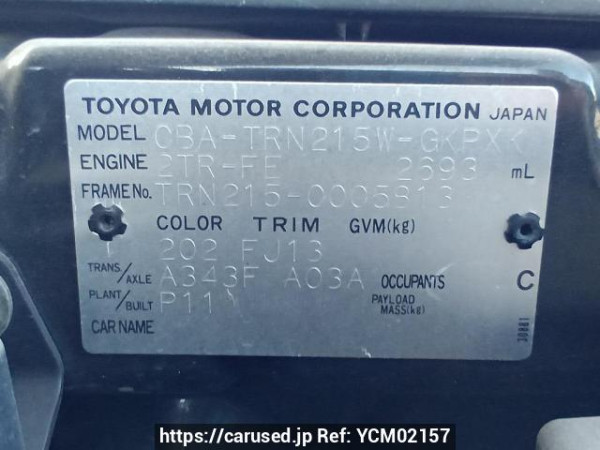 TOYOTA MOTOR CORPORATION JAPAN
MODEL CBA-TRN215W-GKPXK
ENGINE 2TR-FE 2693 mL
FRAME No. TRN215-0005813
COLOR TRIM GVM(kg)
202 FJ13
TRANS/AXLE A343F A03A OCCUPANTS C
PLANT/BUILT P11 PAYLOAD MASS(kg)
CAR NAME
30881
https://carused.jp Ref: YCM02157